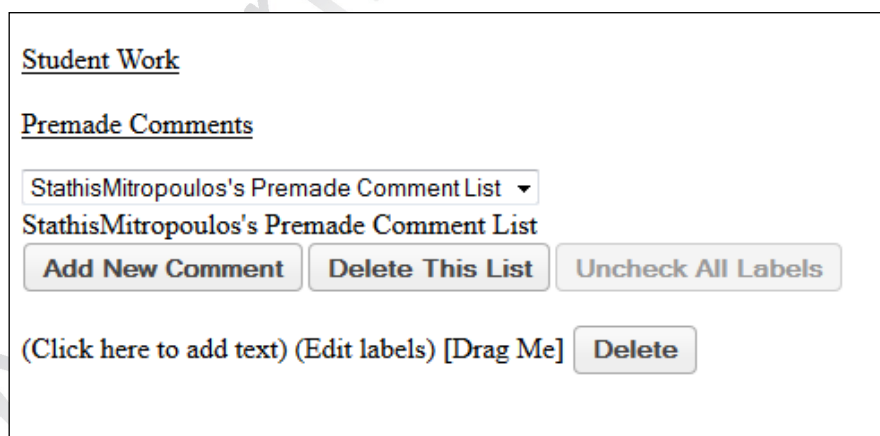 Student Work
Premade Comments
StathisMitropoulos's Premade Comment List
StathisMitropoulos's Premade Comment List
Add New Comment Delete This List Uncheck All Labels
(Click here to add text) (Edit labels) [Drag Me] Delete